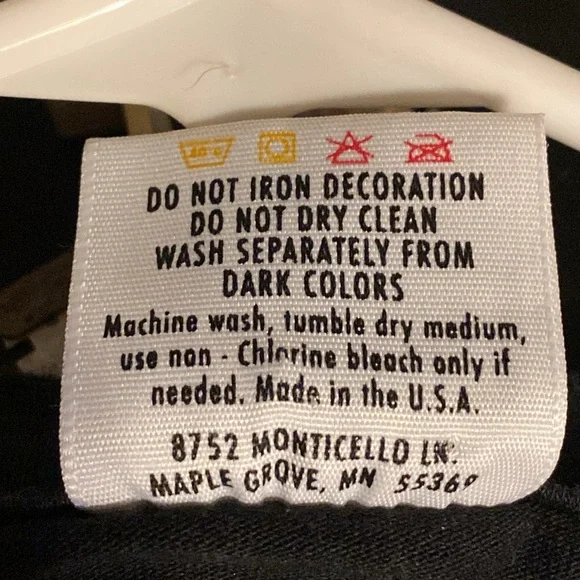 DO NOT IRON DECORATION
DO NOT DRY CLEAN
WASH SEPARATELY FROM
DARK COLORS
Machine wash, tumble dry medium,
use non - Chlorine bleach only if
needed. Made in the U.S.A.
8752 MONTICELLO LN.
MAPLE GROVE, MN 55369